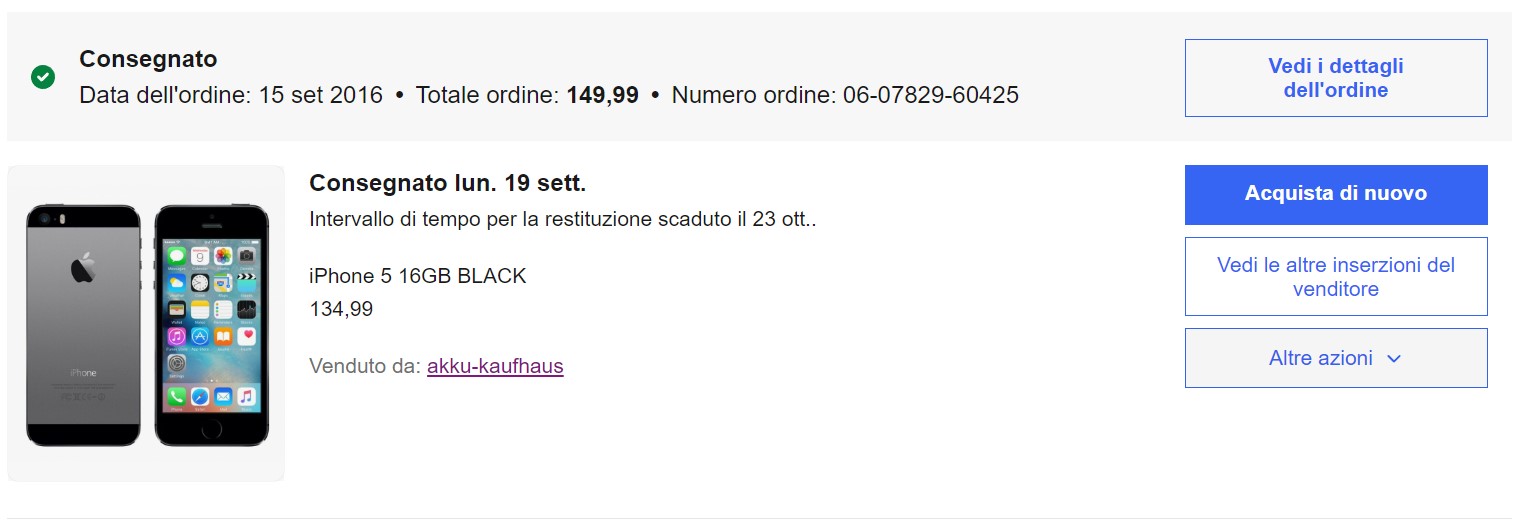 Consegnato
Data dell'ordine: 15 set 2016 • Totale ordine: 149,99 • Numero ordine: 06-07829-60425
Vedi i dettagli
dell'ordine
Consegnato lun. 19 sett.
Intervallo di tempo per la restituzione scaduto il 23 ott..
iPhone 5 16GB BLACK
134,99
Venduto da: akku-kaufhaus
Acquista di nuovo
Vedi le altre inserzioni del
venditore
Altre azioni
iPhone